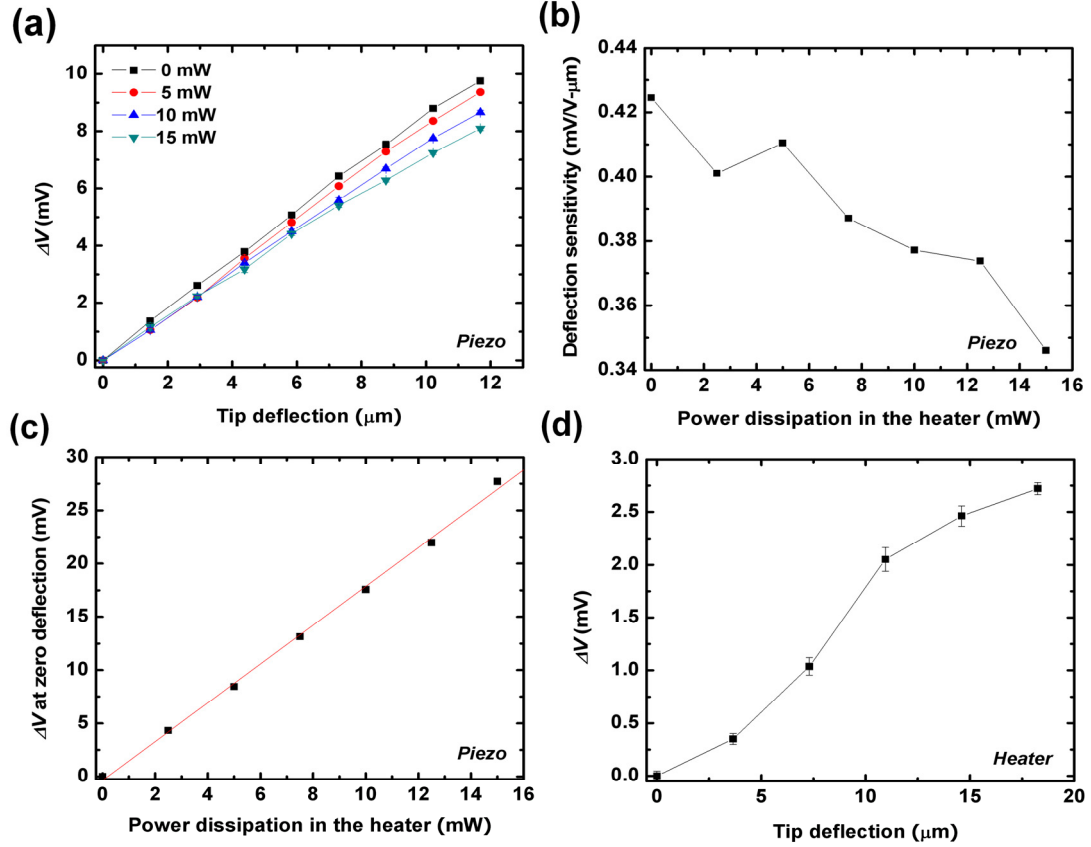 (a)
10
8
6
4
2
0
ΔV (mV)
0 mW
5 mW
10 mW
15 mW
Piezo
0 2 4 6 8 10 12
Tip deflection (μm)
(b)
0.44
0.42
0.40
0.38
0.36
0.34
Deflection sensitivity (mV/V-μm)
Piezo
0 2 4 6 8 10 12 14 16
Power dissipation in the heater (mW)
(c)
30
25
20
15
10
5
0
ΔV at zero deflection (mV)
Piezo
0 2 4 6 8 10 12 14 16
Power dissipation in the heater (mW)
(d)
3.0
2.5
2.0
1.5
1.0
0.5
0.0
ΔV (mV)
Heater
0 5 10 15 20
Tip deflection (μm)